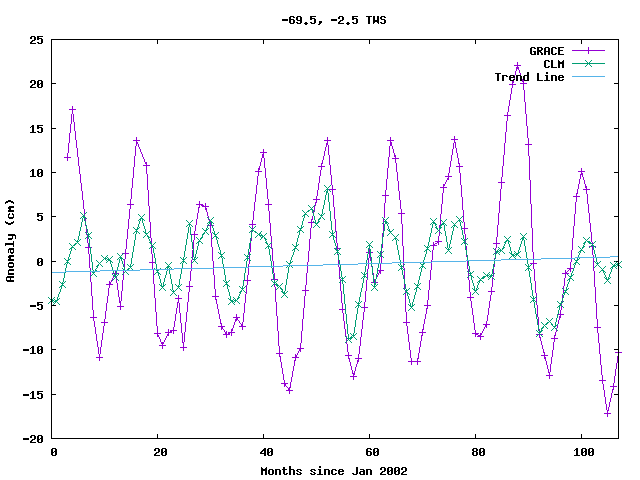 -69.5, -2.5 TWS
GRACE
CLM
Trend Line
Anomaly (cm)
25
20
15
10
5
0
-5
-10
-15
-20
0 20 40 60 80 100
Months since Jan 2002